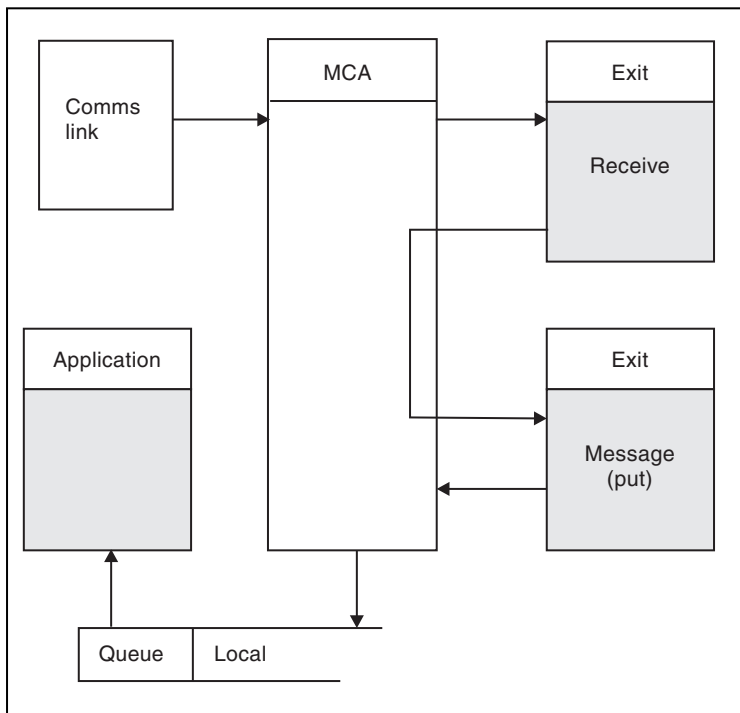 MCA
Exit
Comms
link
Receive
Application
Exit
Message
(put)
Queue
Local